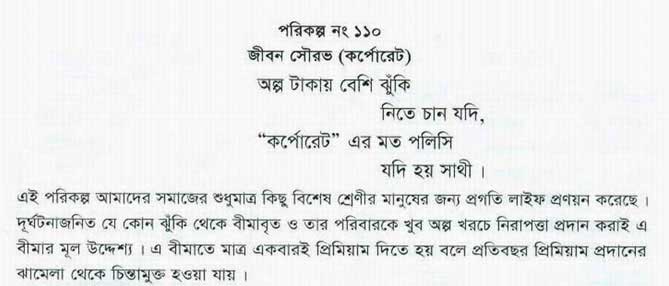 পরিকল্প নং ১১০
জীবন সৌরভ (কর্পোরেট)
অল্প টাকায় বেশি ঝুঁকি
নিতে চান যদি,
“কর্পোরেট” এর মত পলিসি
যদি হয় সাথী ।
এই পরিকল্প আমাদের সমাজের শুধুমাত্র কিছু বিশেষ শ্রেণীর মানুষের জন্য প্রগতি লাইফ প্রণয়ন করেছে ।
দূর্ঘটনাজনিত যে কোন ঝুঁকি থেকে বীমাবৃত ও তার পরিবারকে খুব অল্প খরচে নিরাপত্তা প্রদান করাই এ
বীমার মূল উদ্দেশ্য । এ বীমাতে মাত্র একবারই প্রিমিয়াম দিতে হয় বলে প্রতিবছর প্রিমিয়াম প্রদানের
ঝামেলা থেকে চিন্তামুক্ত হওয়া যায় ।